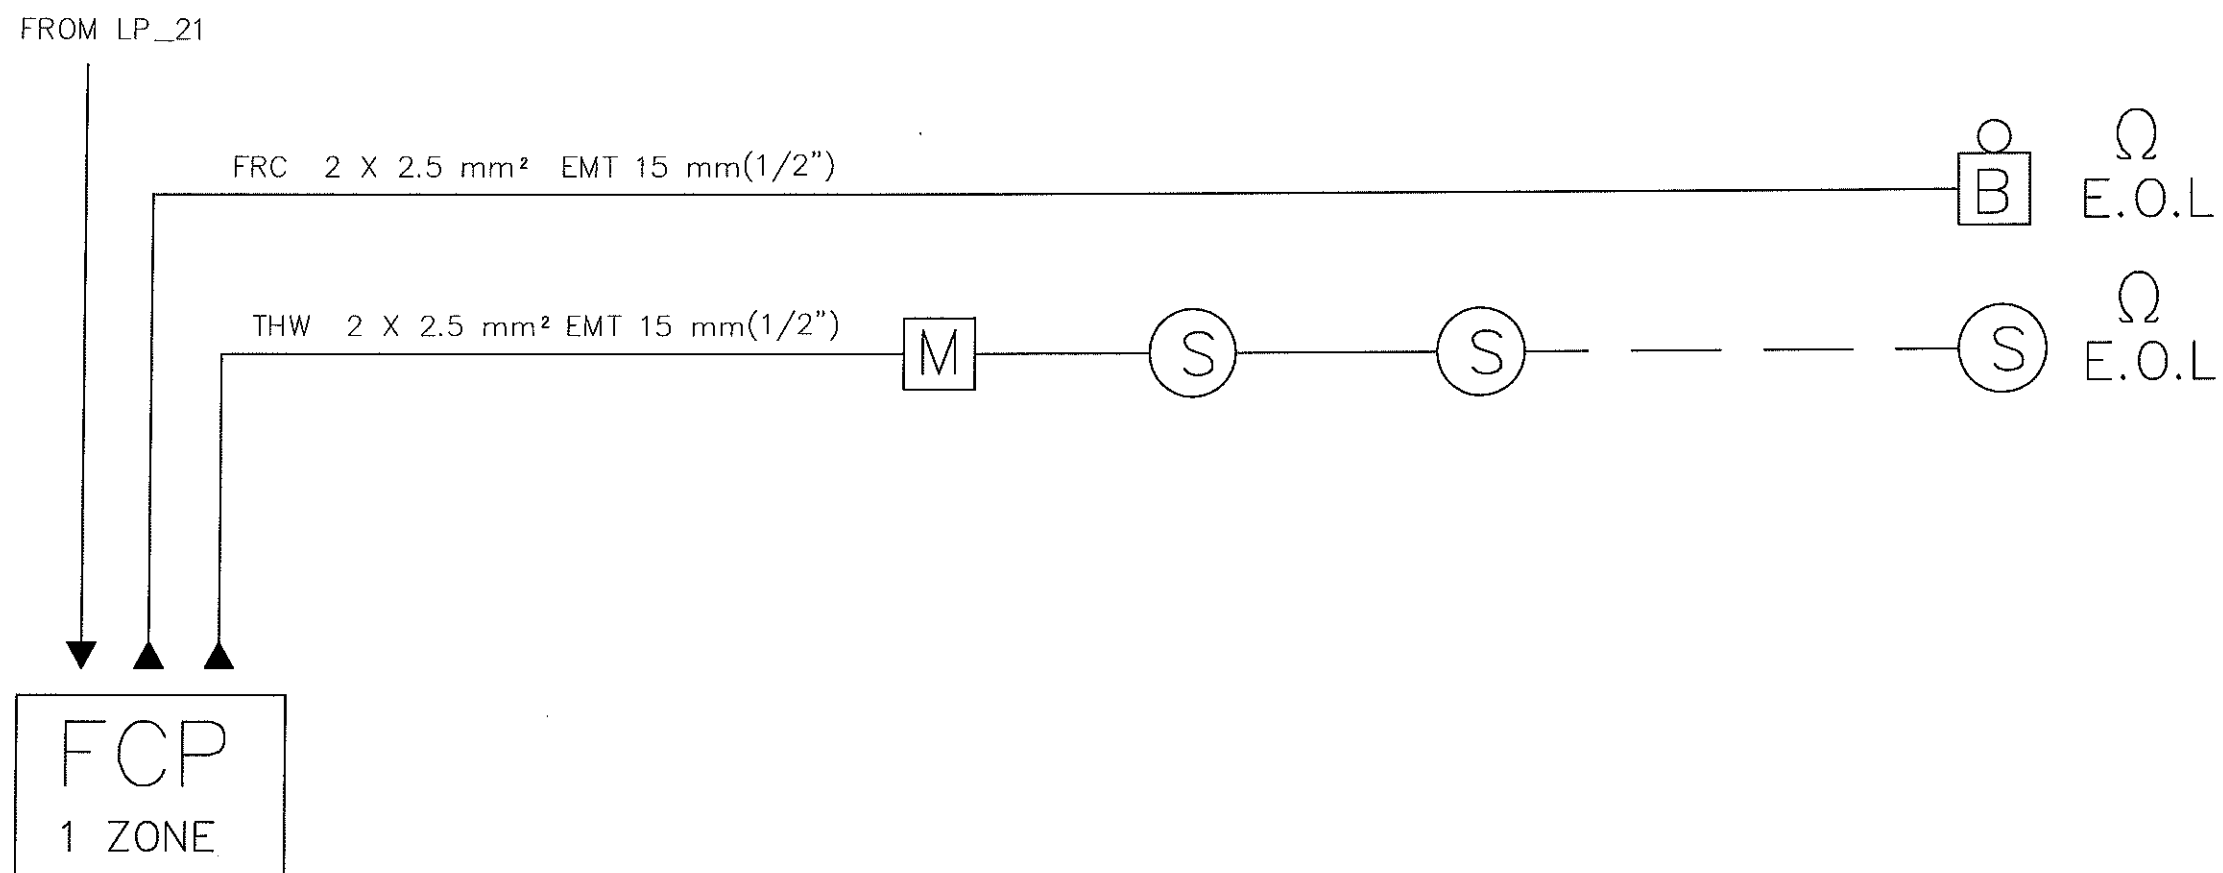 FROM LP_21
FRC 2 X 2.5 mm² EMT 15 mm(1/2")
B
Ω
E.O.L
THW 2 X 2.5 mm² EMT 15 mm(1/2")
M
S
S
S
Ω
E.O.L
FCP
1 ZONE